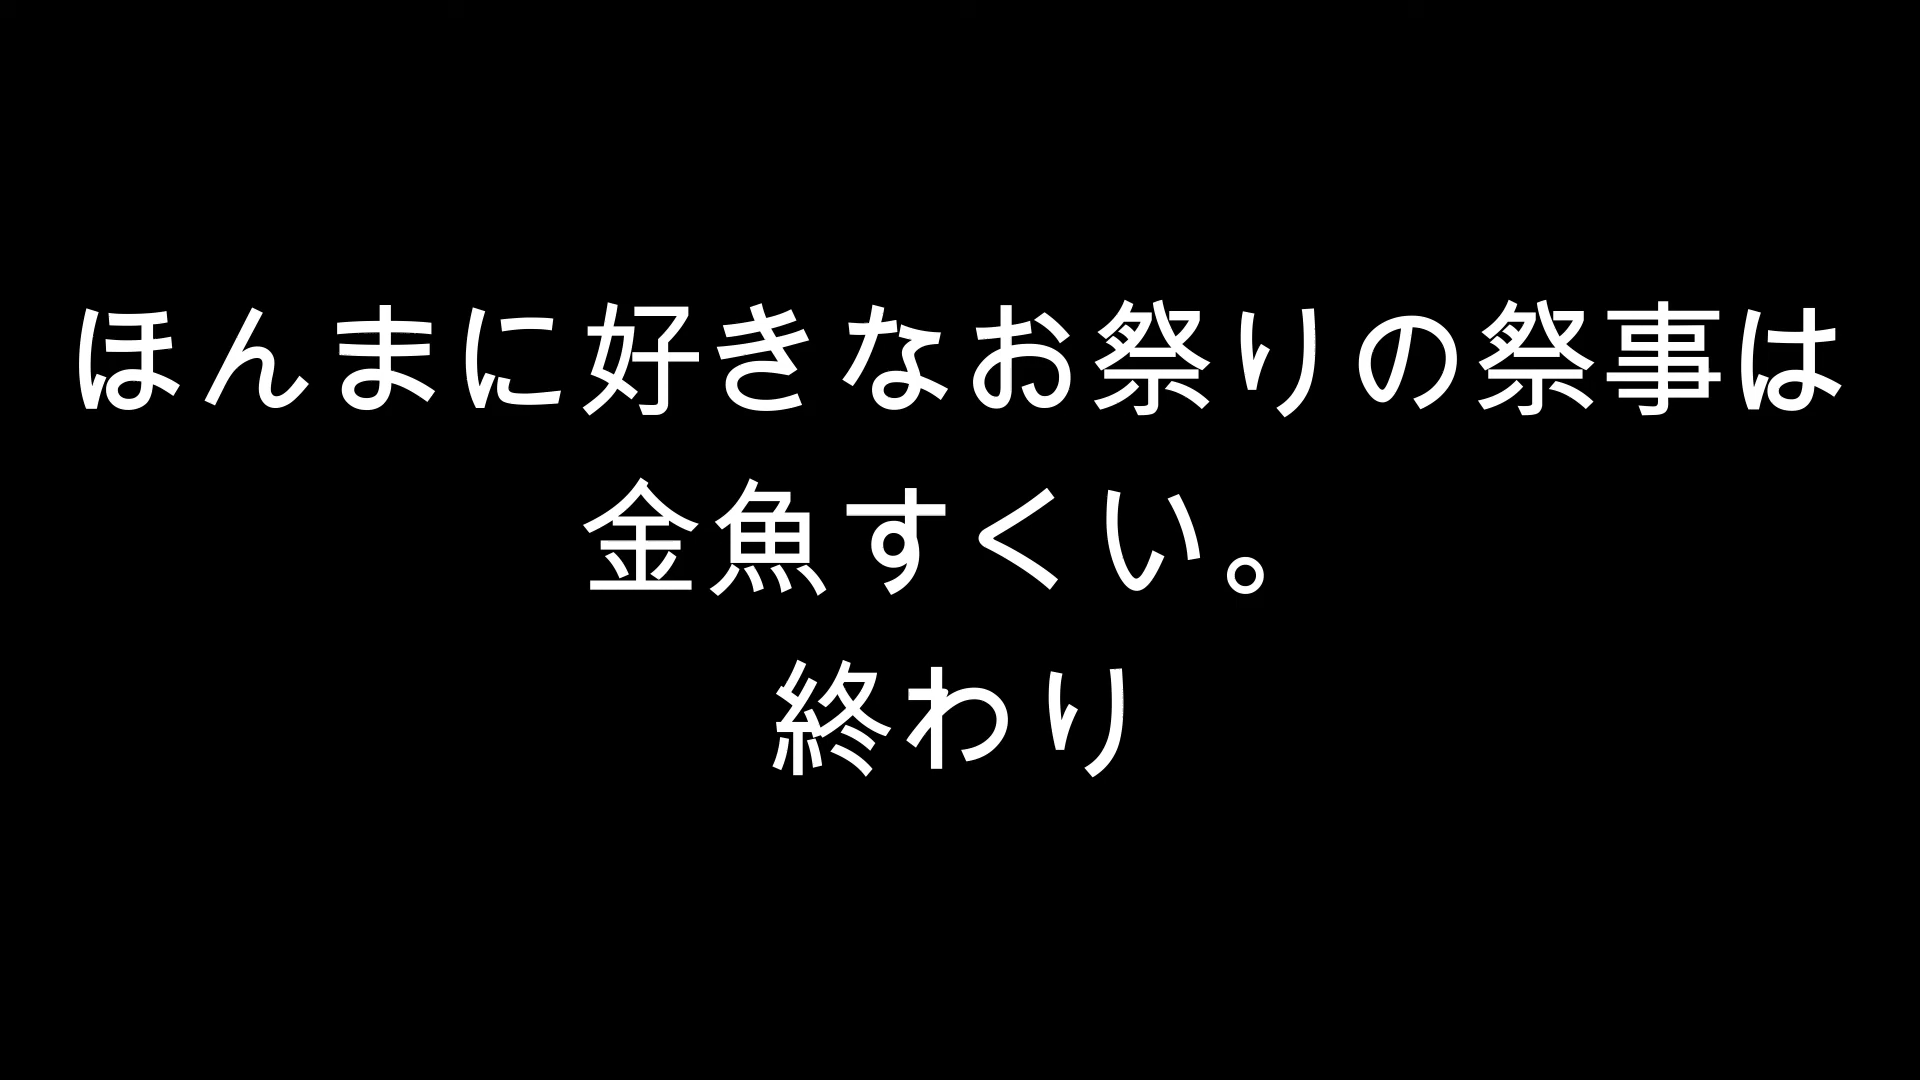 ほんまに好きなお祭りの祭事は
金魚すくい。
終わり